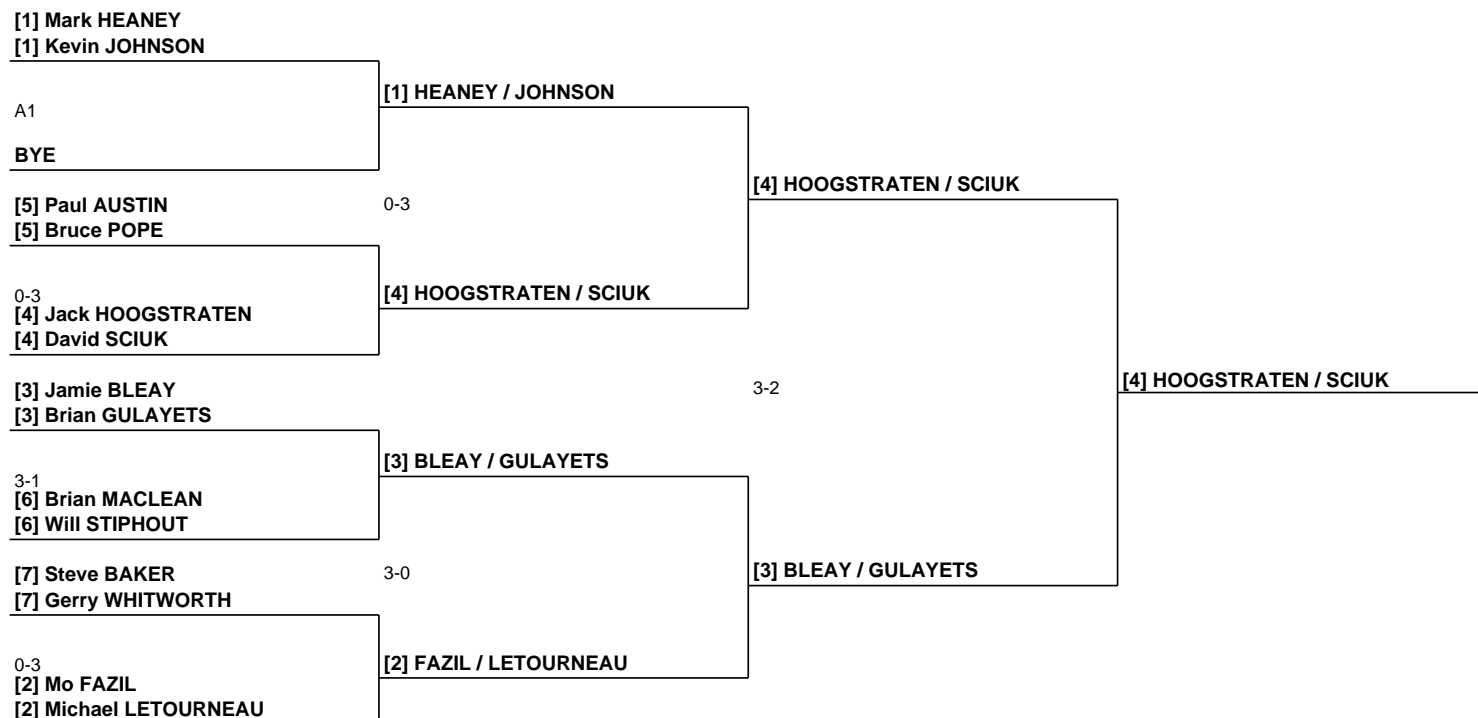 [1] Mark HEANEY
[1] Kevin JOHNSON
[1] HEANEY / JOHNSON
A1
BYE
[4] HOOGSTRATEN / SCIUK
[5] Paul AUSTIN
0-3
[5] Bruce POPE
0-3
[4] HOOGSTRATEN / SCIUK
[4] Jack HOOGSTRATEN
[4] David SCIUK
[3] Jamie BLEAY
3-2
[4] HOOGSTRATEN / SCIUK
[3] Brian GULAYETS
[3] BLEAY / GULAYETS
3-1
[6] Brian MACLEAN
[6] Will STIPHOUT
[7] Steve BAKER
3-0
[3] BLEAY / GULAYETS
[7] Gerry WHITWORTH
0-3
[2] FAZIL / LETOURNEAU
[2] Mo FAZIL
[2] Michael LETOURNEAU